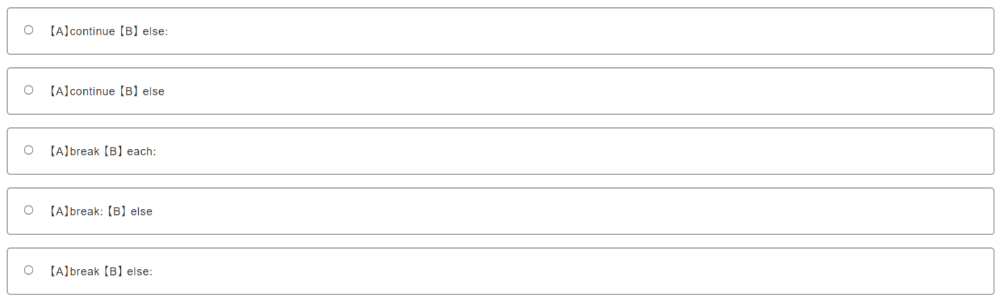 【A】continue【B】 else:
【A】continue【B】 else
【A】break【B】 each:
【A】break:【B】 else
【A】break【B】 else: